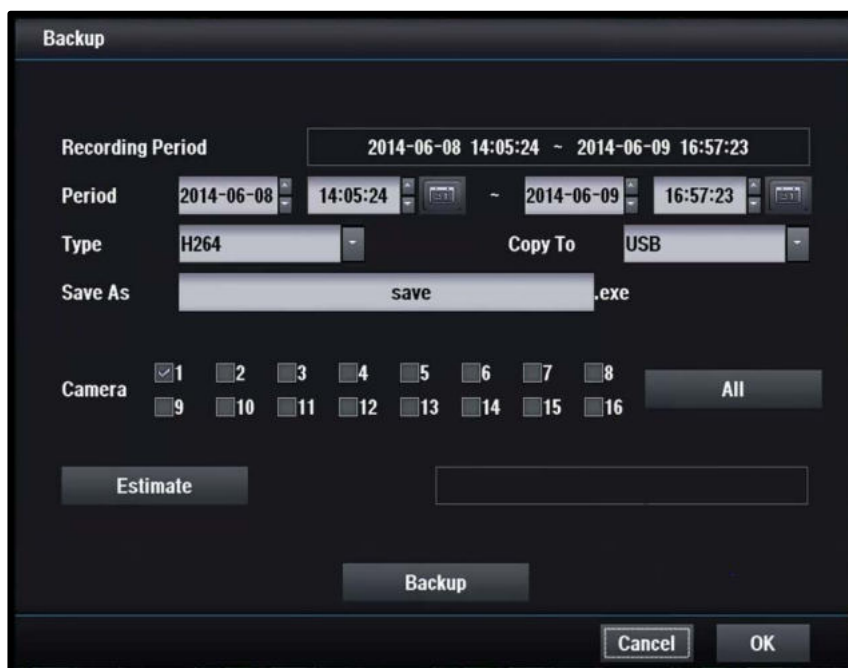 Backup
Recording Period 2014-06-08 14:05:24 ~ 2014-06-09 16:57:23
Period 2014-06-08 14:05:24 ~ 2014-06-09 16:57:23
Type H264 Copy To USB
Save As save .exe
1 2 3 4 5 6 7 8
Camera All
9 10 11 12 13 14 15 16
Estimate
Backup
Cancel OK